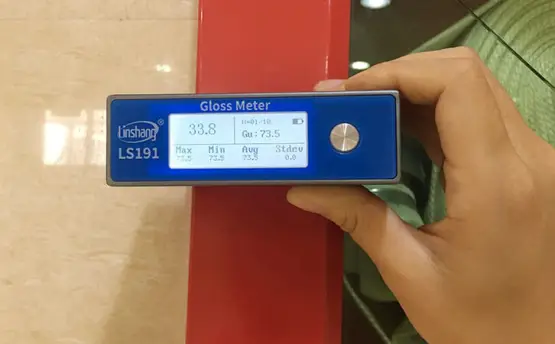 Gloss Meter
Linshang®
LS191
33.8
n=01/10
Gu:73.5
Max Min Avg Stdev
73.5 73.5 73.5 0.0